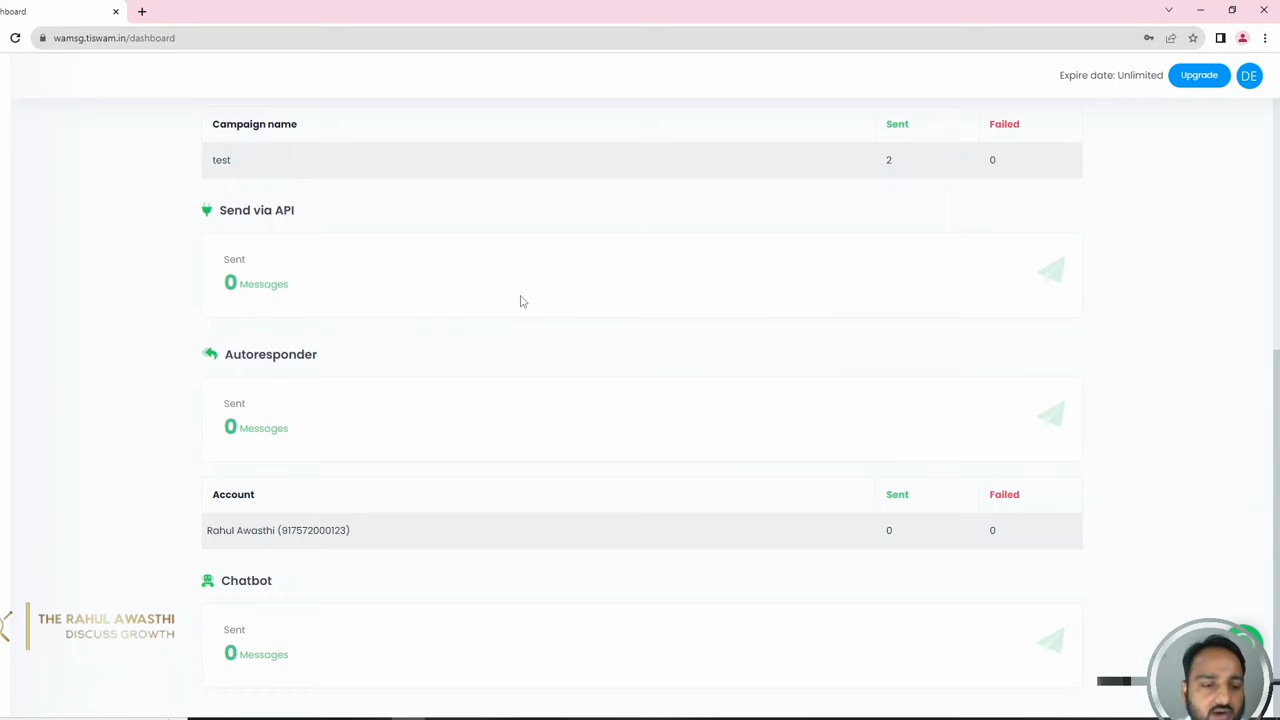 hboard
wamsg.tiswam.in/dashboard
Expire date: Unlimited Upgrade DE
Campaign name Sent Failed
test 2 0
Send via API
Sent
0 Messages
Autoresponder
Sent
0 Messages
Account Sent Failed
Rahul Awasthi (917572000123) 0 0
Chatbot
Sent
0 Messages
THE RAHUL AWASTHI
DISCUSS GROWTH